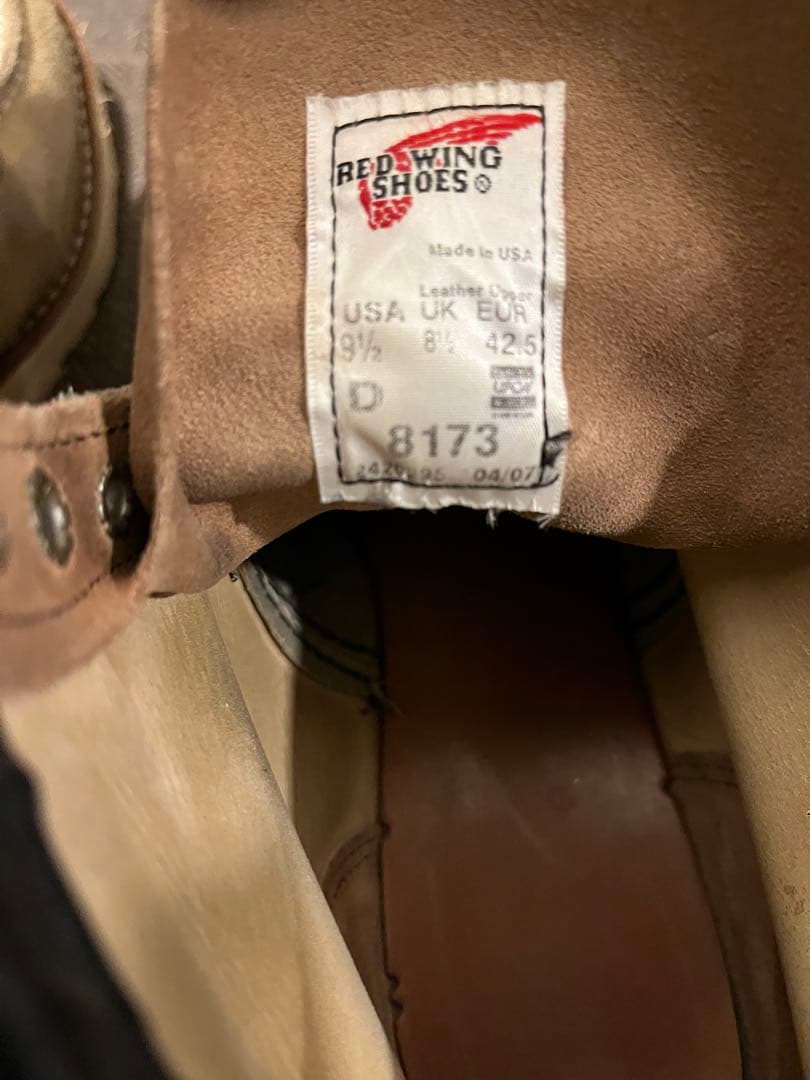 RED WING
SHOES
Made in USA
Leather Upper
USA UK EUR
9½ 8½ 42.5
D
8173
04/07